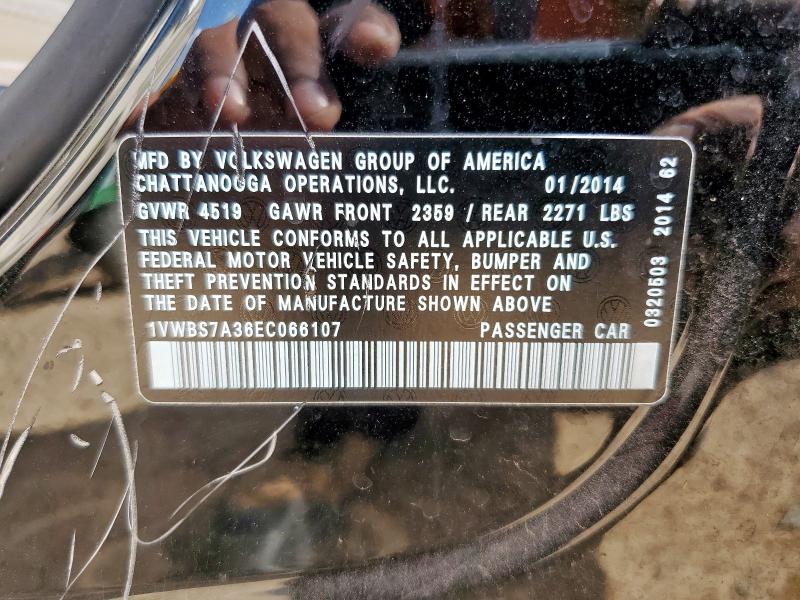 MFD BY VOLKSWAGEN GROUP OF AMERICA
CHATTANOOGA OPERATIONS, LLC. 01/2014
GVWR 4519 GAWR FRONT 2359 / REAR 2271 LBS
THIS VEHICLE CONFORMS TO ALL APPLICABLE U.S.
FEDERAL MOTOR VEHICLE SAFETY, BUMPER AND
THEFT PREVENTION STANDARDS IN EFFECT ON
THE DATE OF MANUFACTURE SHOWN ABOVE
1VWBS7A36EC066107 PASSENGER CAR
0320503 2014 62